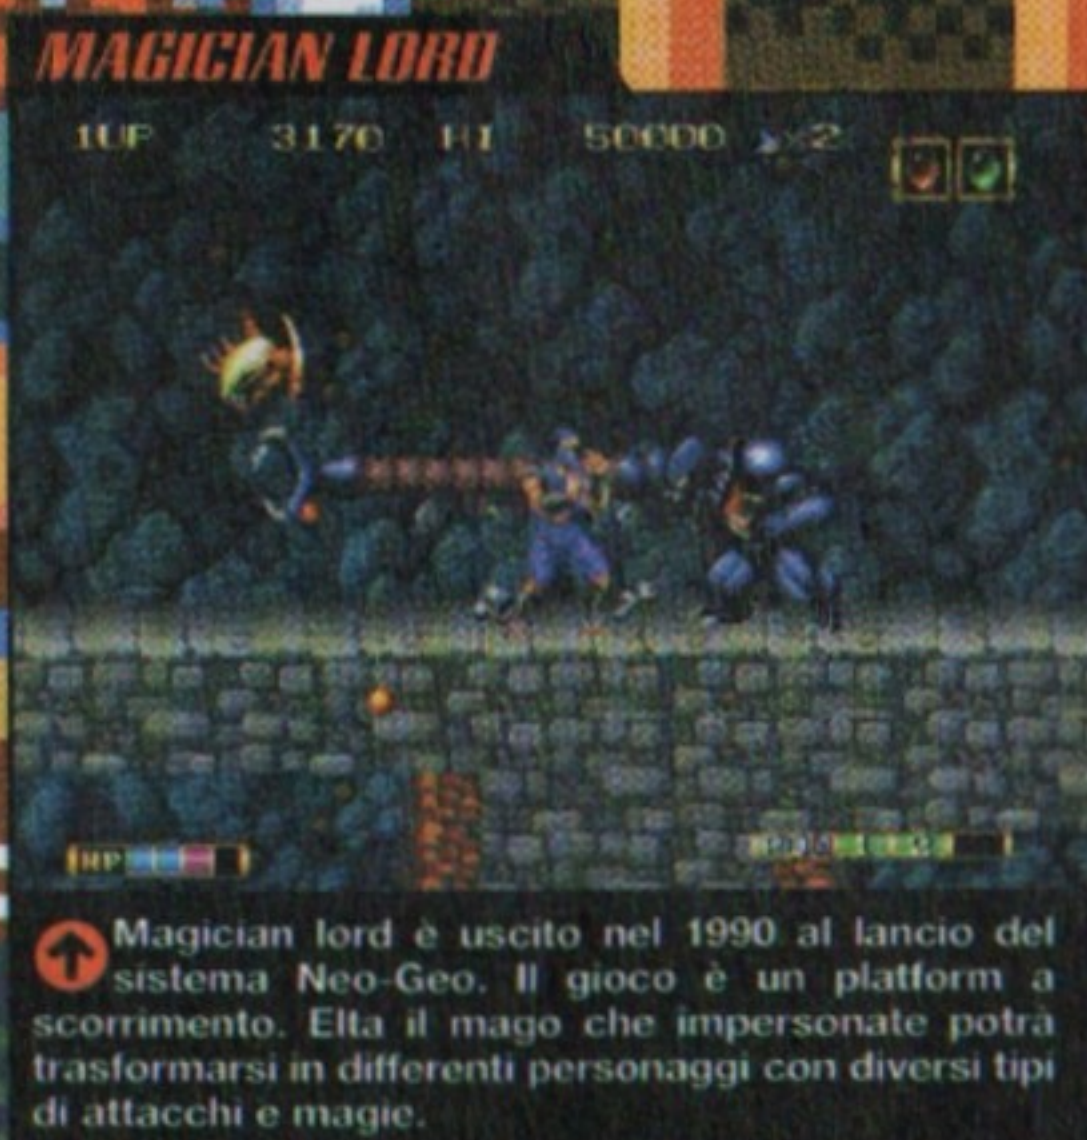 MAGICIAN LORD
1UP 3170 HI 50000 x2
HP
Magician lord è uscito nel 1990 al lancio del
sistema Neo-Geo. Il gioco è un platform a
scorrimento. Elta il mago che impersonate potrà
trasformarsi in differenti personaggi con diversi tipi
di attacchi e magie.